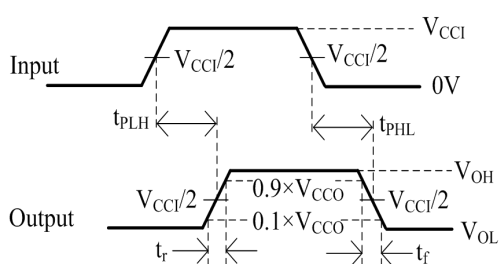 V_CCI
Input
V_CCI/2
V_CCI/2
0V
t_PLH
t_PHL
V_OH
0.9×V_CCO
V_CCI/2
V_CCI/2
Output
0.1×V_CCO
V_OL
t_r
t_f